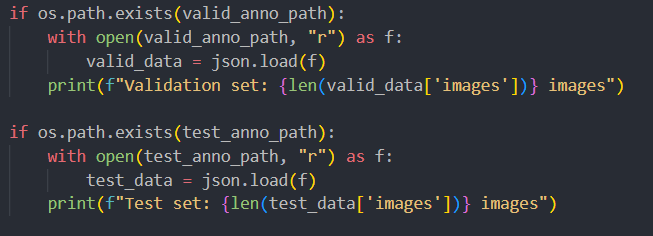 if os.path.exists(valid_anno_path):
    with open(valid_anno_path, "r") as f:
        valid_data = json.load(f)
    print(f"Validation set: {len(valid_data['images'])} images")

if os.path.exists(test_anno_path):
    with open(test_anno_path, "r") as f:
        test_data = json.load(f)
    print(f"Test set: {len(test_data['images'])} images")